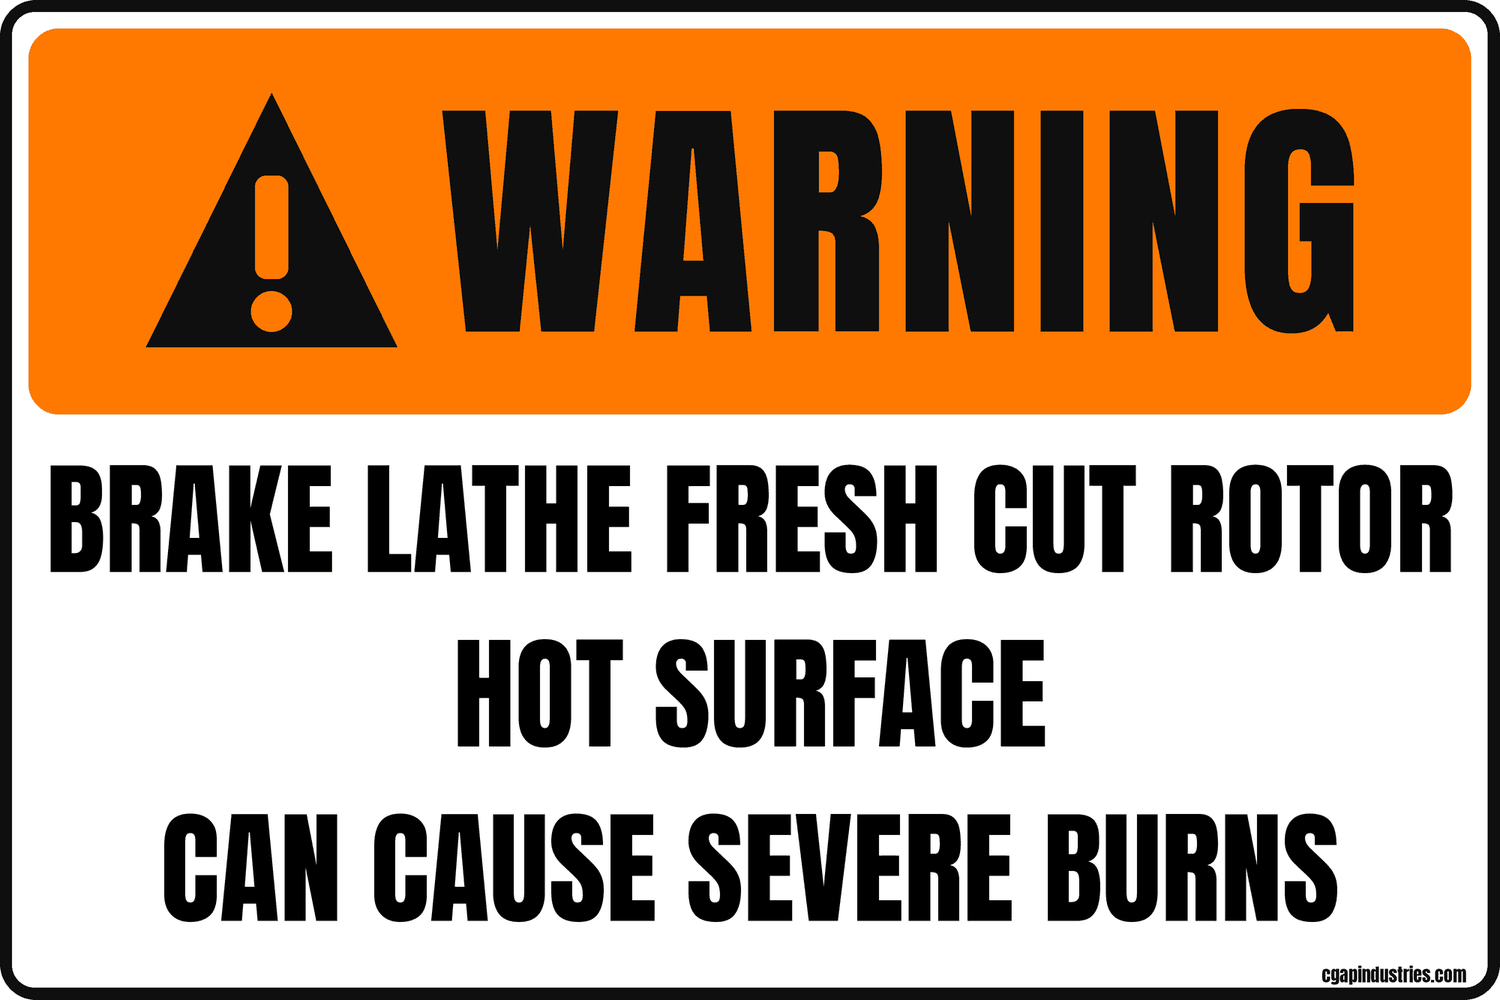 WARNING
BRAKE LATHE FRESH CUT ROTOR
HOT SURFACE
CAN CAUSE SEVERE BURNS
cgapindustries.com